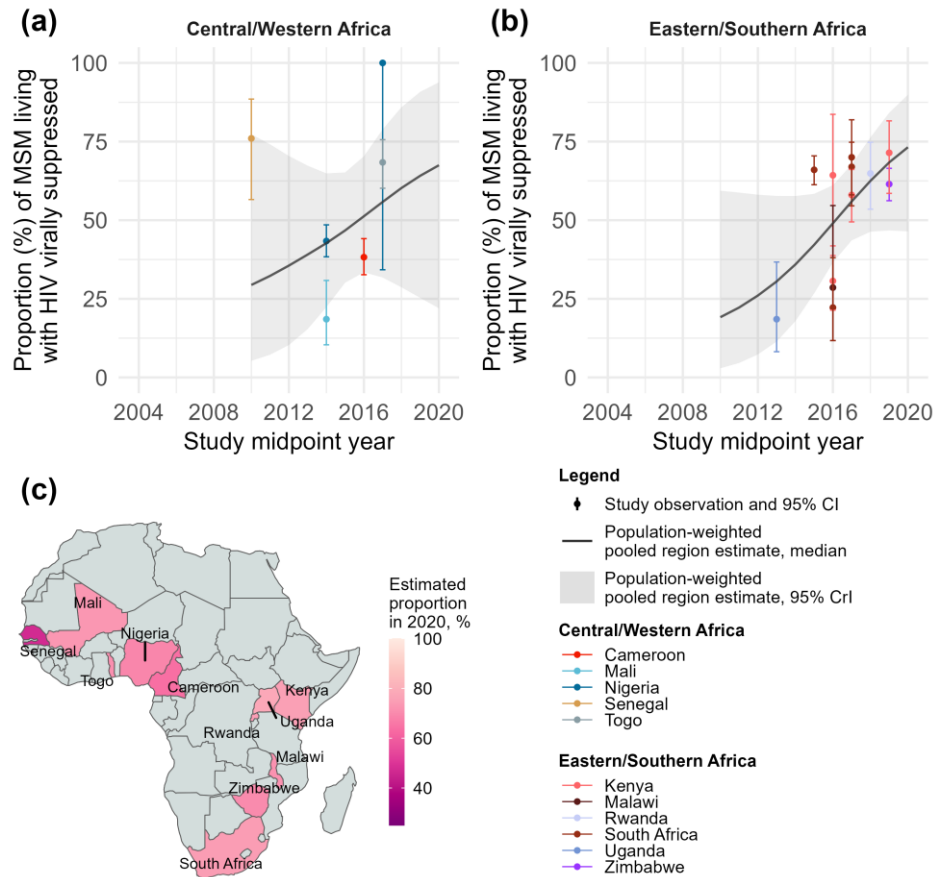 (a)
Central/Western Africa
Proportion (%) of MSM living
with HIV virally suppressed
100
75
50
25
0
2004 2008 2012 2016 2020
Study midpoint year
(b)
Eastern/Southern Africa
Proportion (%) of MSM living
with HIV virally suppressed
100
75
50
25
0
2004 2008 2012 2016 2020
Study midpoint year
(c)
Mali
Nigeria
Senegal
Togo
Cameroon
Kenya
Uganda
Rwanda
Malawi
Zimbabwe
South Africa
Estimated
proportion
in 2020, %
100
80
60
40
Legend
Study observation and 95% CI
Population-weighted
pooled region estimate, median
Population-weighted
pooled region estimate, 95% CrI
Central/Western Africa
Cameroon
Mali
Nigeria
Senegal
Togo
Eastern/Southern Africa
Kenya
Malawi
Rwanda
South Africa
Uganda
Zimbabwe